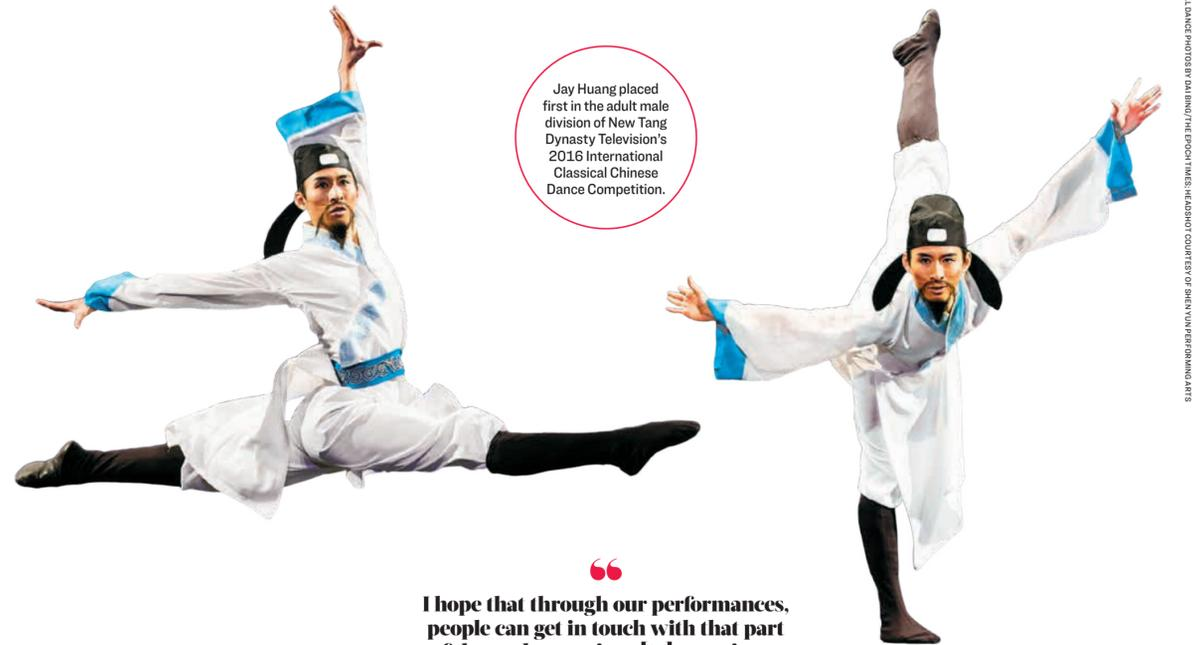 Jay Huang placed
first in the adult male
division of New Tang
Dynasty Television's
2016 International
Classical Chinese
Dance Competition.
L DANCE PHOTOS BY DAI BING/THE EPOCH TIMES; HEADSHOT COURTESY OF SHEN YUN PERFORMING ARTS
“
I hope that through our performances,
people can get in touch with that part